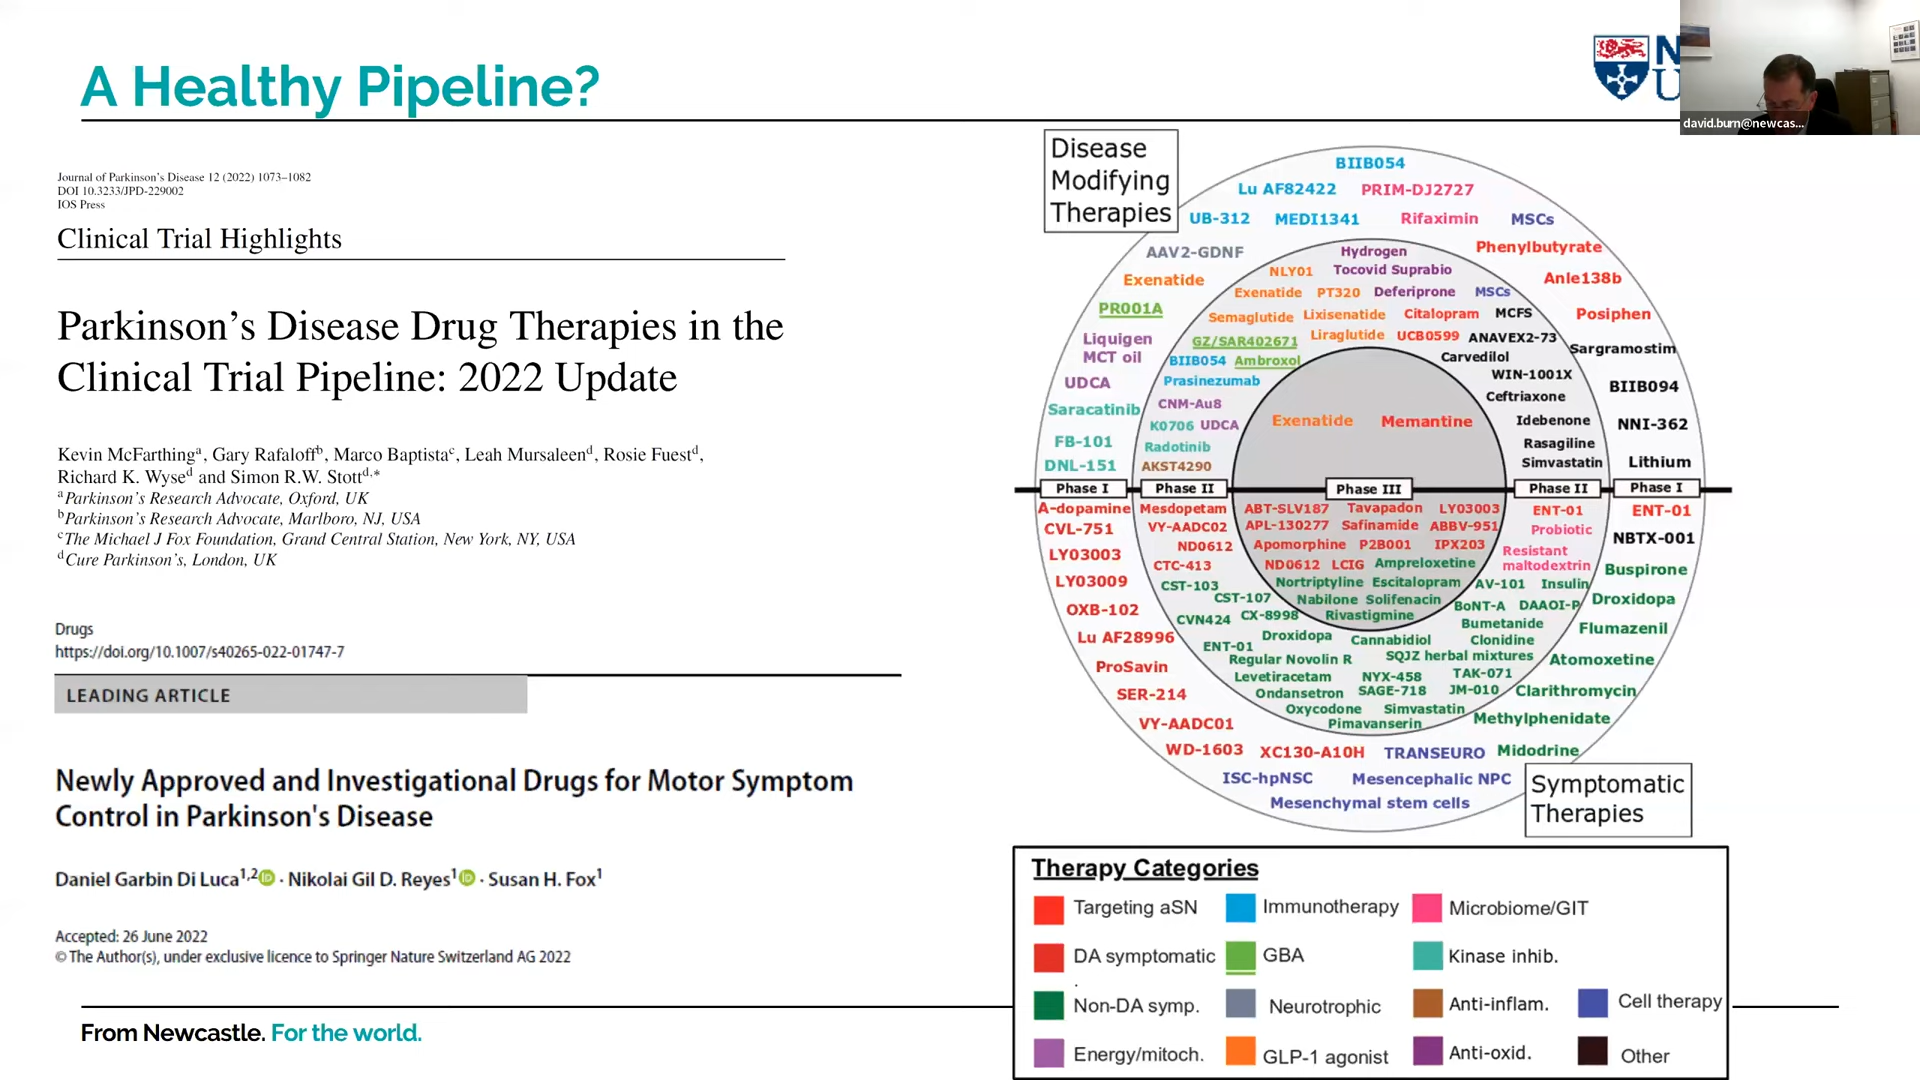 A Healthy Pipeline?
N
U
david.burn@newcas...
Journal of Parkinson's Disease 12 (2022) 1073–1082
DOI 10.3233/JPD-229002
IOS Press
Clinical Trial Highlights
Parkinson's Disease Drug Therapies in the
Clinical Trial Pipeline: 2022 Update
Kevin McFarthingᵃ, Gary Rafaloffᵇ, Marco Baptistaᶜ, Leah Mursaleenᵈ, Rosie Fuestᵈ,
Richard K. Wyseᵈ and Simon R.W. Stottᵈ,*
ᵃParkinson's Research Advocate, Oxford, UK
ᵇParkinson's Research Advocate, Marlboro, NJ, USA
ᶜThe Michael J Fox Foundation, Grand Central Station, New York, NY, USA
ᵈCure Parkinson's, London, UK
Drugs
https://doi.org/10.1007/s40265-022-01747-7
LEADING ARTICLE
Newly Approved and Investigational Drugs for Motor Symptom
Control in Parkinson's Disease
Daniel Garbin Di Luca¹,² · Nikolai Gil D. Reyes¹ · Susan H. Fox¹
Accepted: 26 June 2022
© The Author(s), under exclusive licence to Springer Nature Switzerland AG 2022
From Newcastle. For the world.
Disease
Modifying
Therapies
BIIB054
Lu AF82422 PRIM-DJ2727
UB-312 MEDI1341 Rifaximin MSCs
AAV2-GDNF
Exenatide
PR001A
Liquigen
MCT oil
UDCA
Saracatinib
FB-101
DNL-151
Phenylbutyrate
Anle138b
Posiphen
Sargramostim
BIIB094
NNI-362
Lithium
Hydrogen
NLY01 Tocovid Suprabio
Exenatide PT320 Deferiprone MSCs
Semaglutide Lixisenatide Citalopram MCFS
GZ/SAR402671 Liraglutide UCB0599 ANAVEX2-73
BIIB054 Ambroxol
Prasinezumab
CNM-Au8
K0706 UDCA
Radotinib
AKST4290
Carvedilol
WIN-1001X
Ceftriaxone
Idebenone
Rasagiline
Simvastatin
Exenatide Memantine
Phase I Phase II Phase III Phase II Phase I
A-dopamine
CVL-751
LY03003
LY03009
OXB-102
Lu AF28996
ProSavin
SER-214
VY-AADC01
WD-1603 XC130-A10H TRANSEURO Midodrine
ISC-hpNSC Mesencephalic NPC
Mesenchymal stem cells
Mesdopetam
VY-AADC02
ND0612
CTC-413
CST-103
CST-107
CVN424 CX-8998
ENT-01 Droxidopa Cannabidiol
Regular Novolin R SQJZ herbal mixtures
Levetiracetam NYX-458 TAK-071
Ondansetron SAGE-718 JM-010
Oxycodone Simvastatin
Pimavanserin
ABT-SLV187 Tavapadon LY03003
APL-130277 Safinamide ABBV-951
Apomorphine P2B001 IPX203
ND0612 LCIG Ampreloxetine
Nortriptyline Escitalopram
Nabilone Solifenacin
Rivastigmine
ENT-01
Probiotic
Resistant
maltodextrin
AV-101 Insulin
BoNT-A DAAOI-P
Bumetanide
Clonidine
ENT-01
NBTX-001
Buspirone
Droxidopa
Flumazenil
Atomoxetine
Clarithromycin
Methylphenidate
Symptomatic
Therapies
Therapy Categories
Targeting aSN Immunotherapy Microbiome/GIT
DA symptomatic GBA Kinase inhib.
.
Non-DA symp. Neurotrophic Anti-inflam. Cell therapy
Energy/mitoch. GLP-1 agonist Anti-oxid. Other